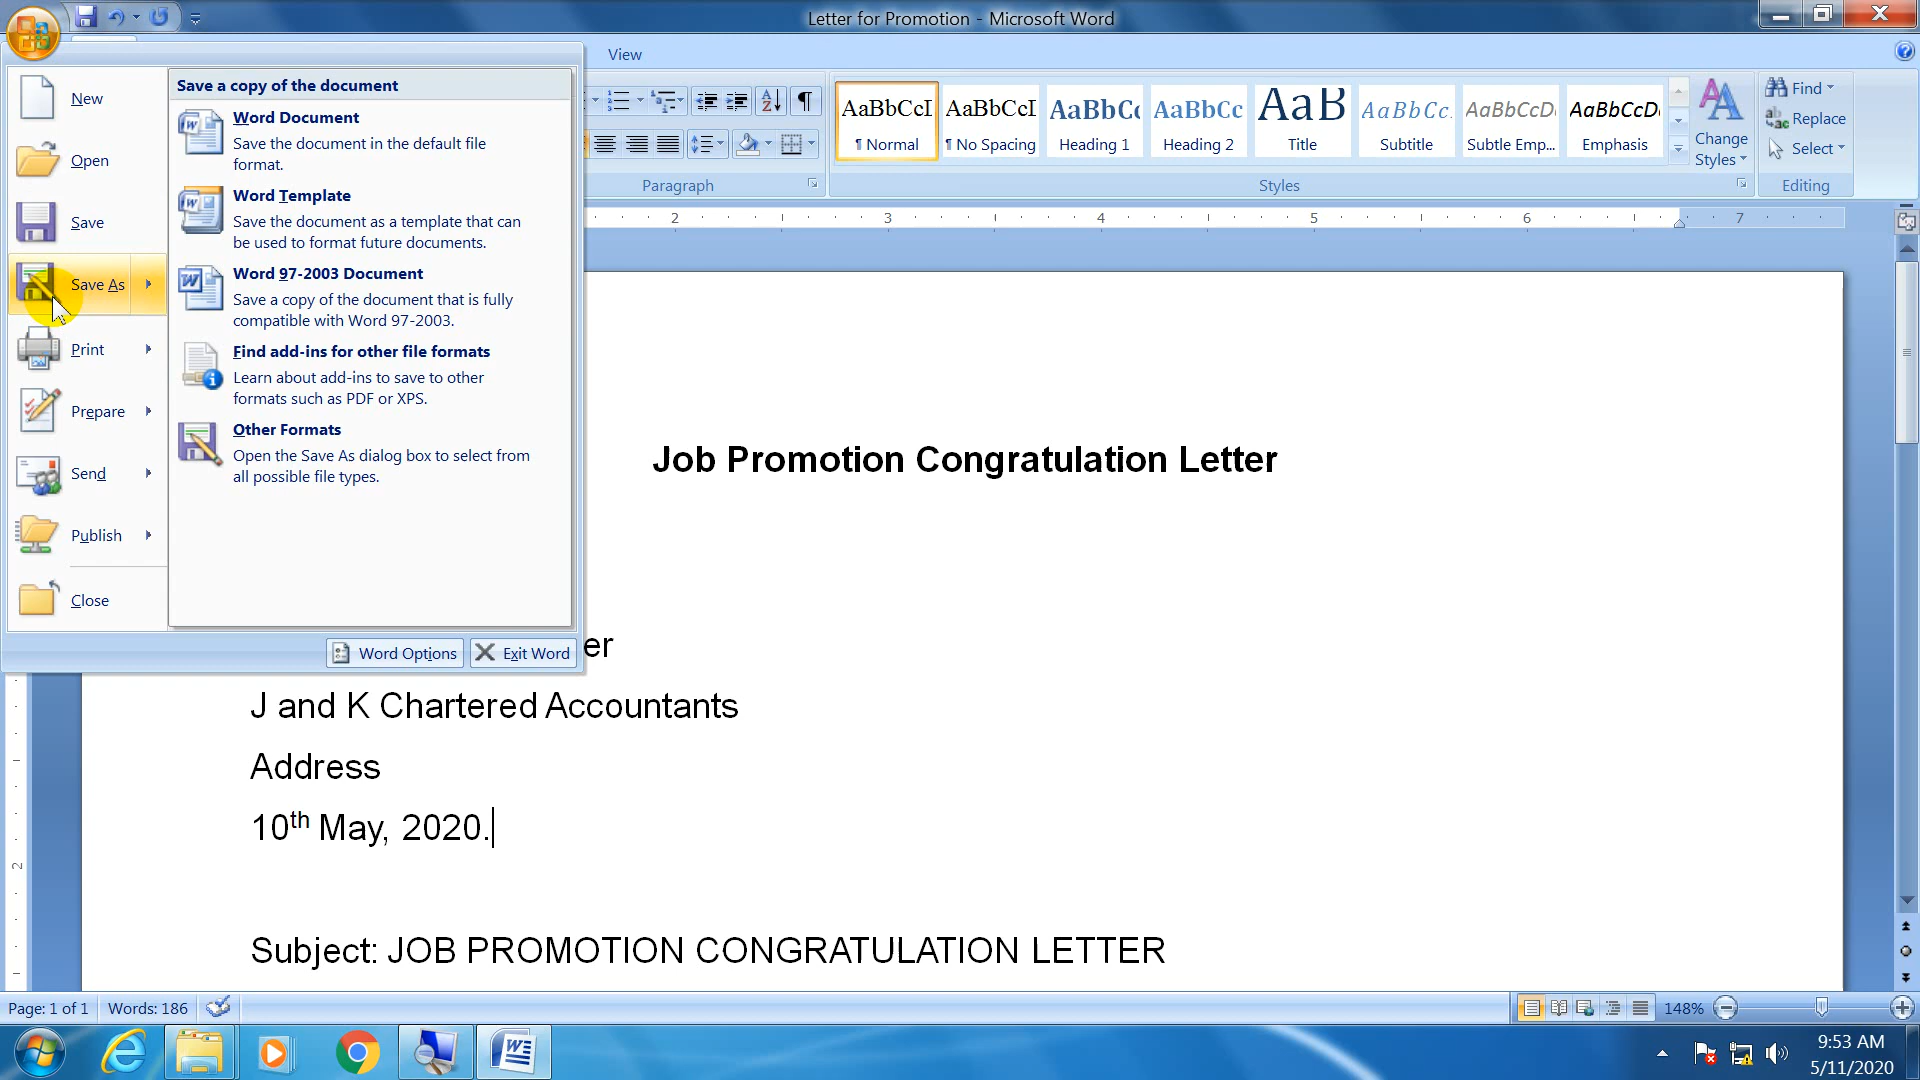 Letter for Promotion - Microsoft Word
View
New
Open
Save
Save As
Print
Prepare
Send
Publish
Close
Save a copy of the document
Word Document
Save the document in the default file
format.
Word Template
Save the document as a template that can
be used to format future documents.
Word 97-2003 Document
Save a copy of the document that is fully
compatible with Word 97-2003.
Find add-ins for other file formats
Learn about add-ins to save to other
formats such as PDF or XPS.
Other Formats
Open the Save As dialog box to select from
all possible file types.
Word Options
Exit Word
Paragraph
AaBbCcI AaBbCcI AaBbCc AaBbCc AaB AaBbCc. AaBbCcD AaBbCcD
¶ Normal ¶ No Spacing Heading 1 Heading 2 Title Subtitle Subtle Emp... Emphasis
Change
Styles
Styles
Find
Replace
Select
Editing
2 3 4 5 6 7
Job Promotion Congratulation Letter
er
J and K Chartered Accountants
Address
10th May, 2020.
2
Subject: JOB PROMOTION CONGRATULATION LETTER
Page: 1 of 1 Words: 186
148%
9:53 AM
5/11/2020